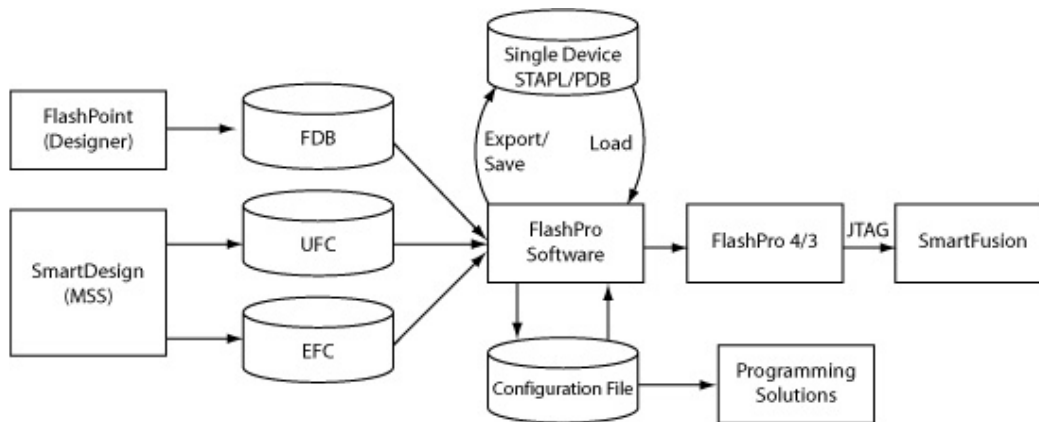 Single Device
STAPL/PDB
FlashPoint
(Designer)
FDB
Export/
Save
Load
SmartDesign
(MSS)
UFC
FlashPro
Software
FlashPro 4/3
JTAG
SmartFusion
EFC
Configuration File
Programming
Solutions